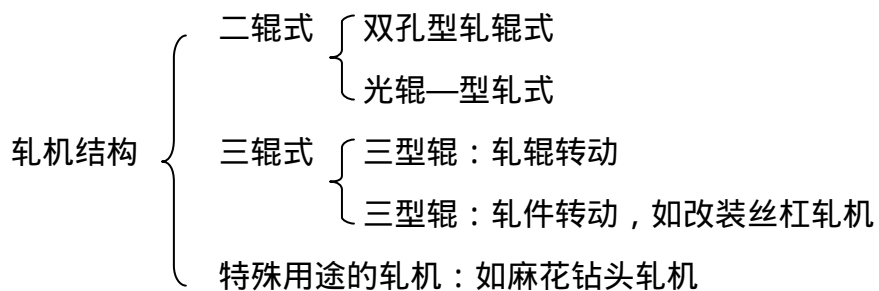 二辊式 双孔型轧辊式
光辊—型轧式
轧机结构 三辊式 三型辊：轧辊转动
三型辊：轧件转动，如改装丝杠轧机
特殊用途的轧机：如麻花钻头轧机